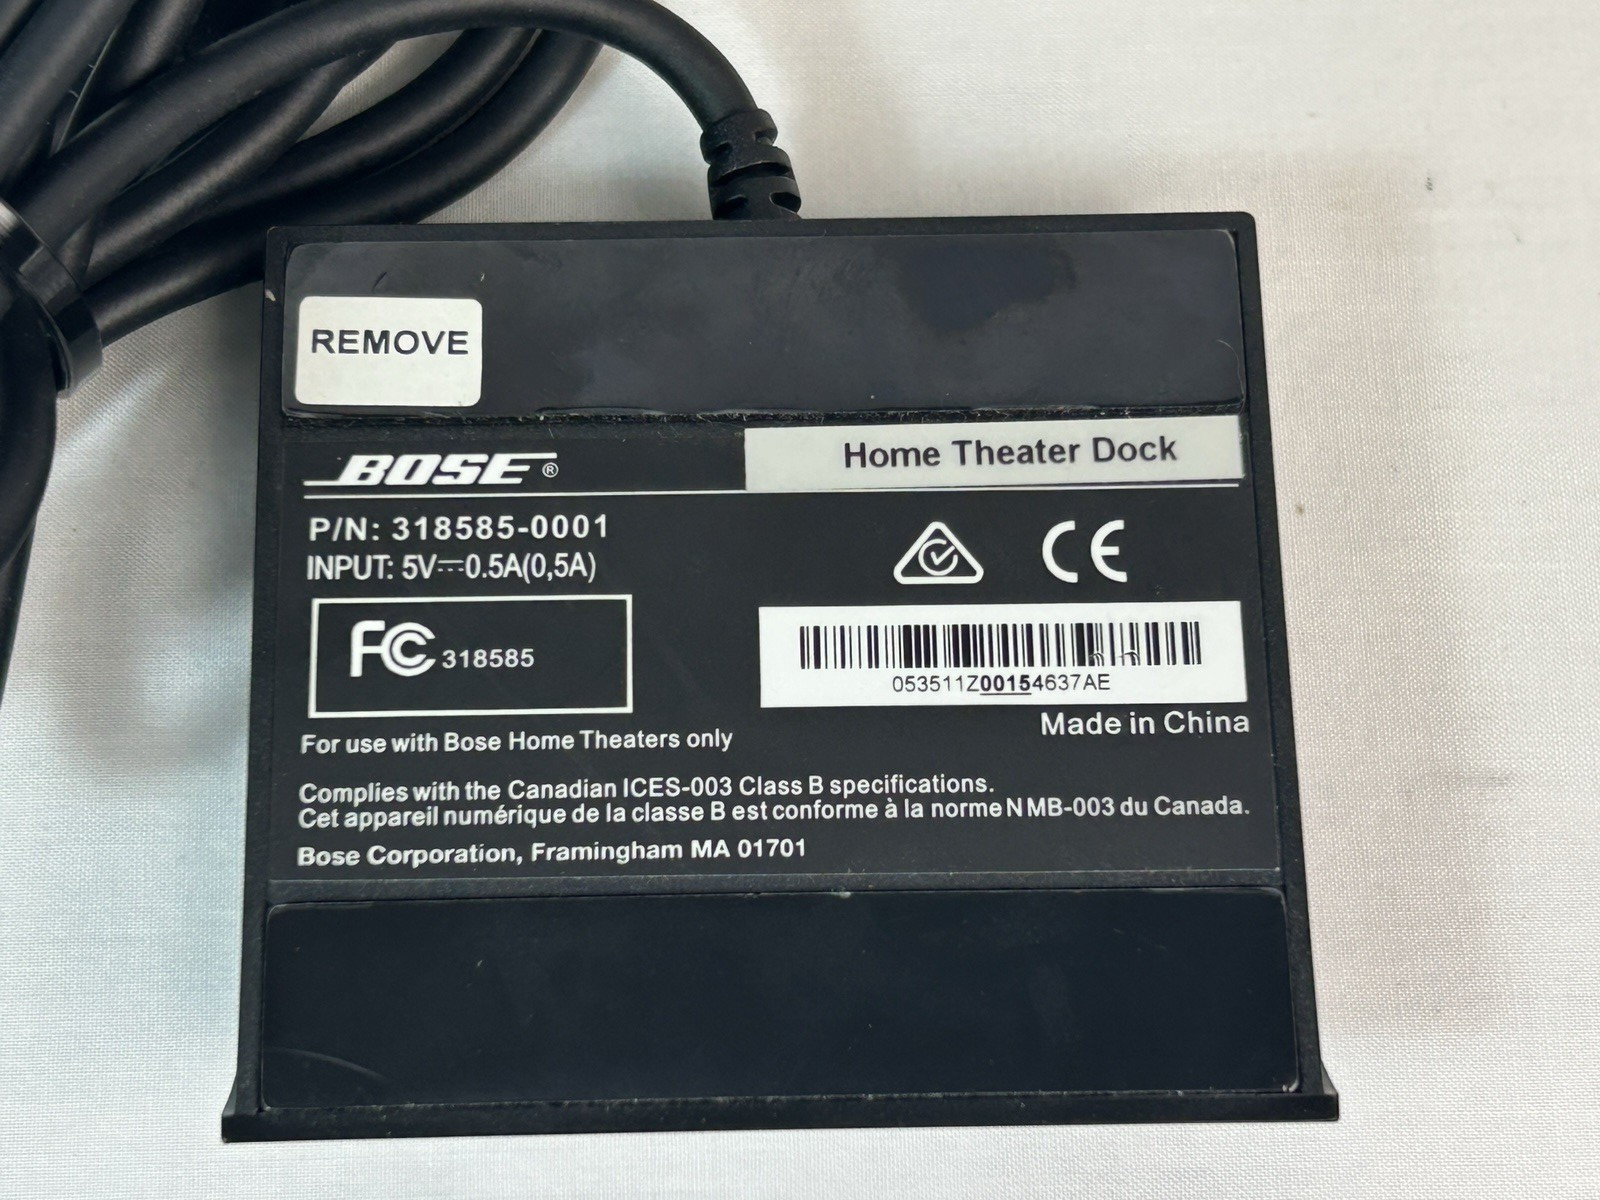 REMOVE
BOSE®
Home Theater Dock
P/N: 318585-0001
INPUT: 5V⎓0.5A(0,5A)
CE
FC 318585
053511Z00154637AE
Made in China
For use with Bose Home Theaters only
Complies with the Canadian ICES-003 Class B specifications.
Cet appareil numérique de la classe B est conforme à la norme NMB-003 du Canada.
Bose Corporation, Framingham MA 01701